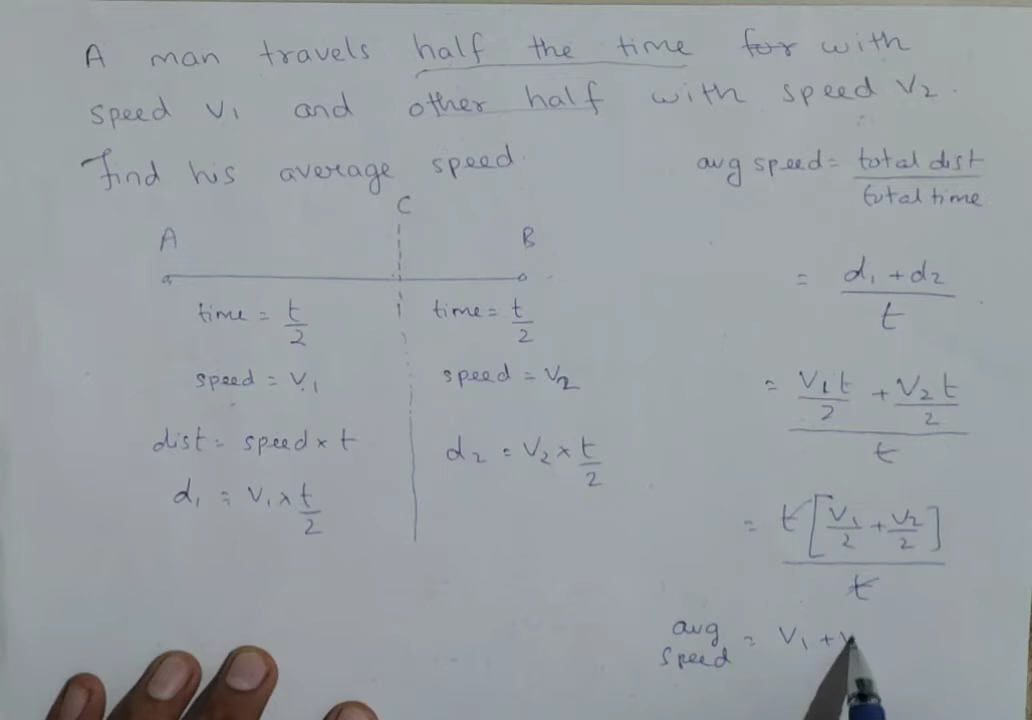 A man travels half the time for with
speed V₁ and other half with speed V₂.
Find his average speed.
avg speed = total dist / total time
C
A B
= d₁ + d₂ / t
time = t/2 time = t/2
speed = V₁ speed = V₂
= V₁t/2 + V₂t/2 / t
dist = speed × t
d₂ = V₂ × t/2
d₁ = V₁ × t/2
= t[V₁/2 + V₂/2] / t
avg speed = V₁ + V